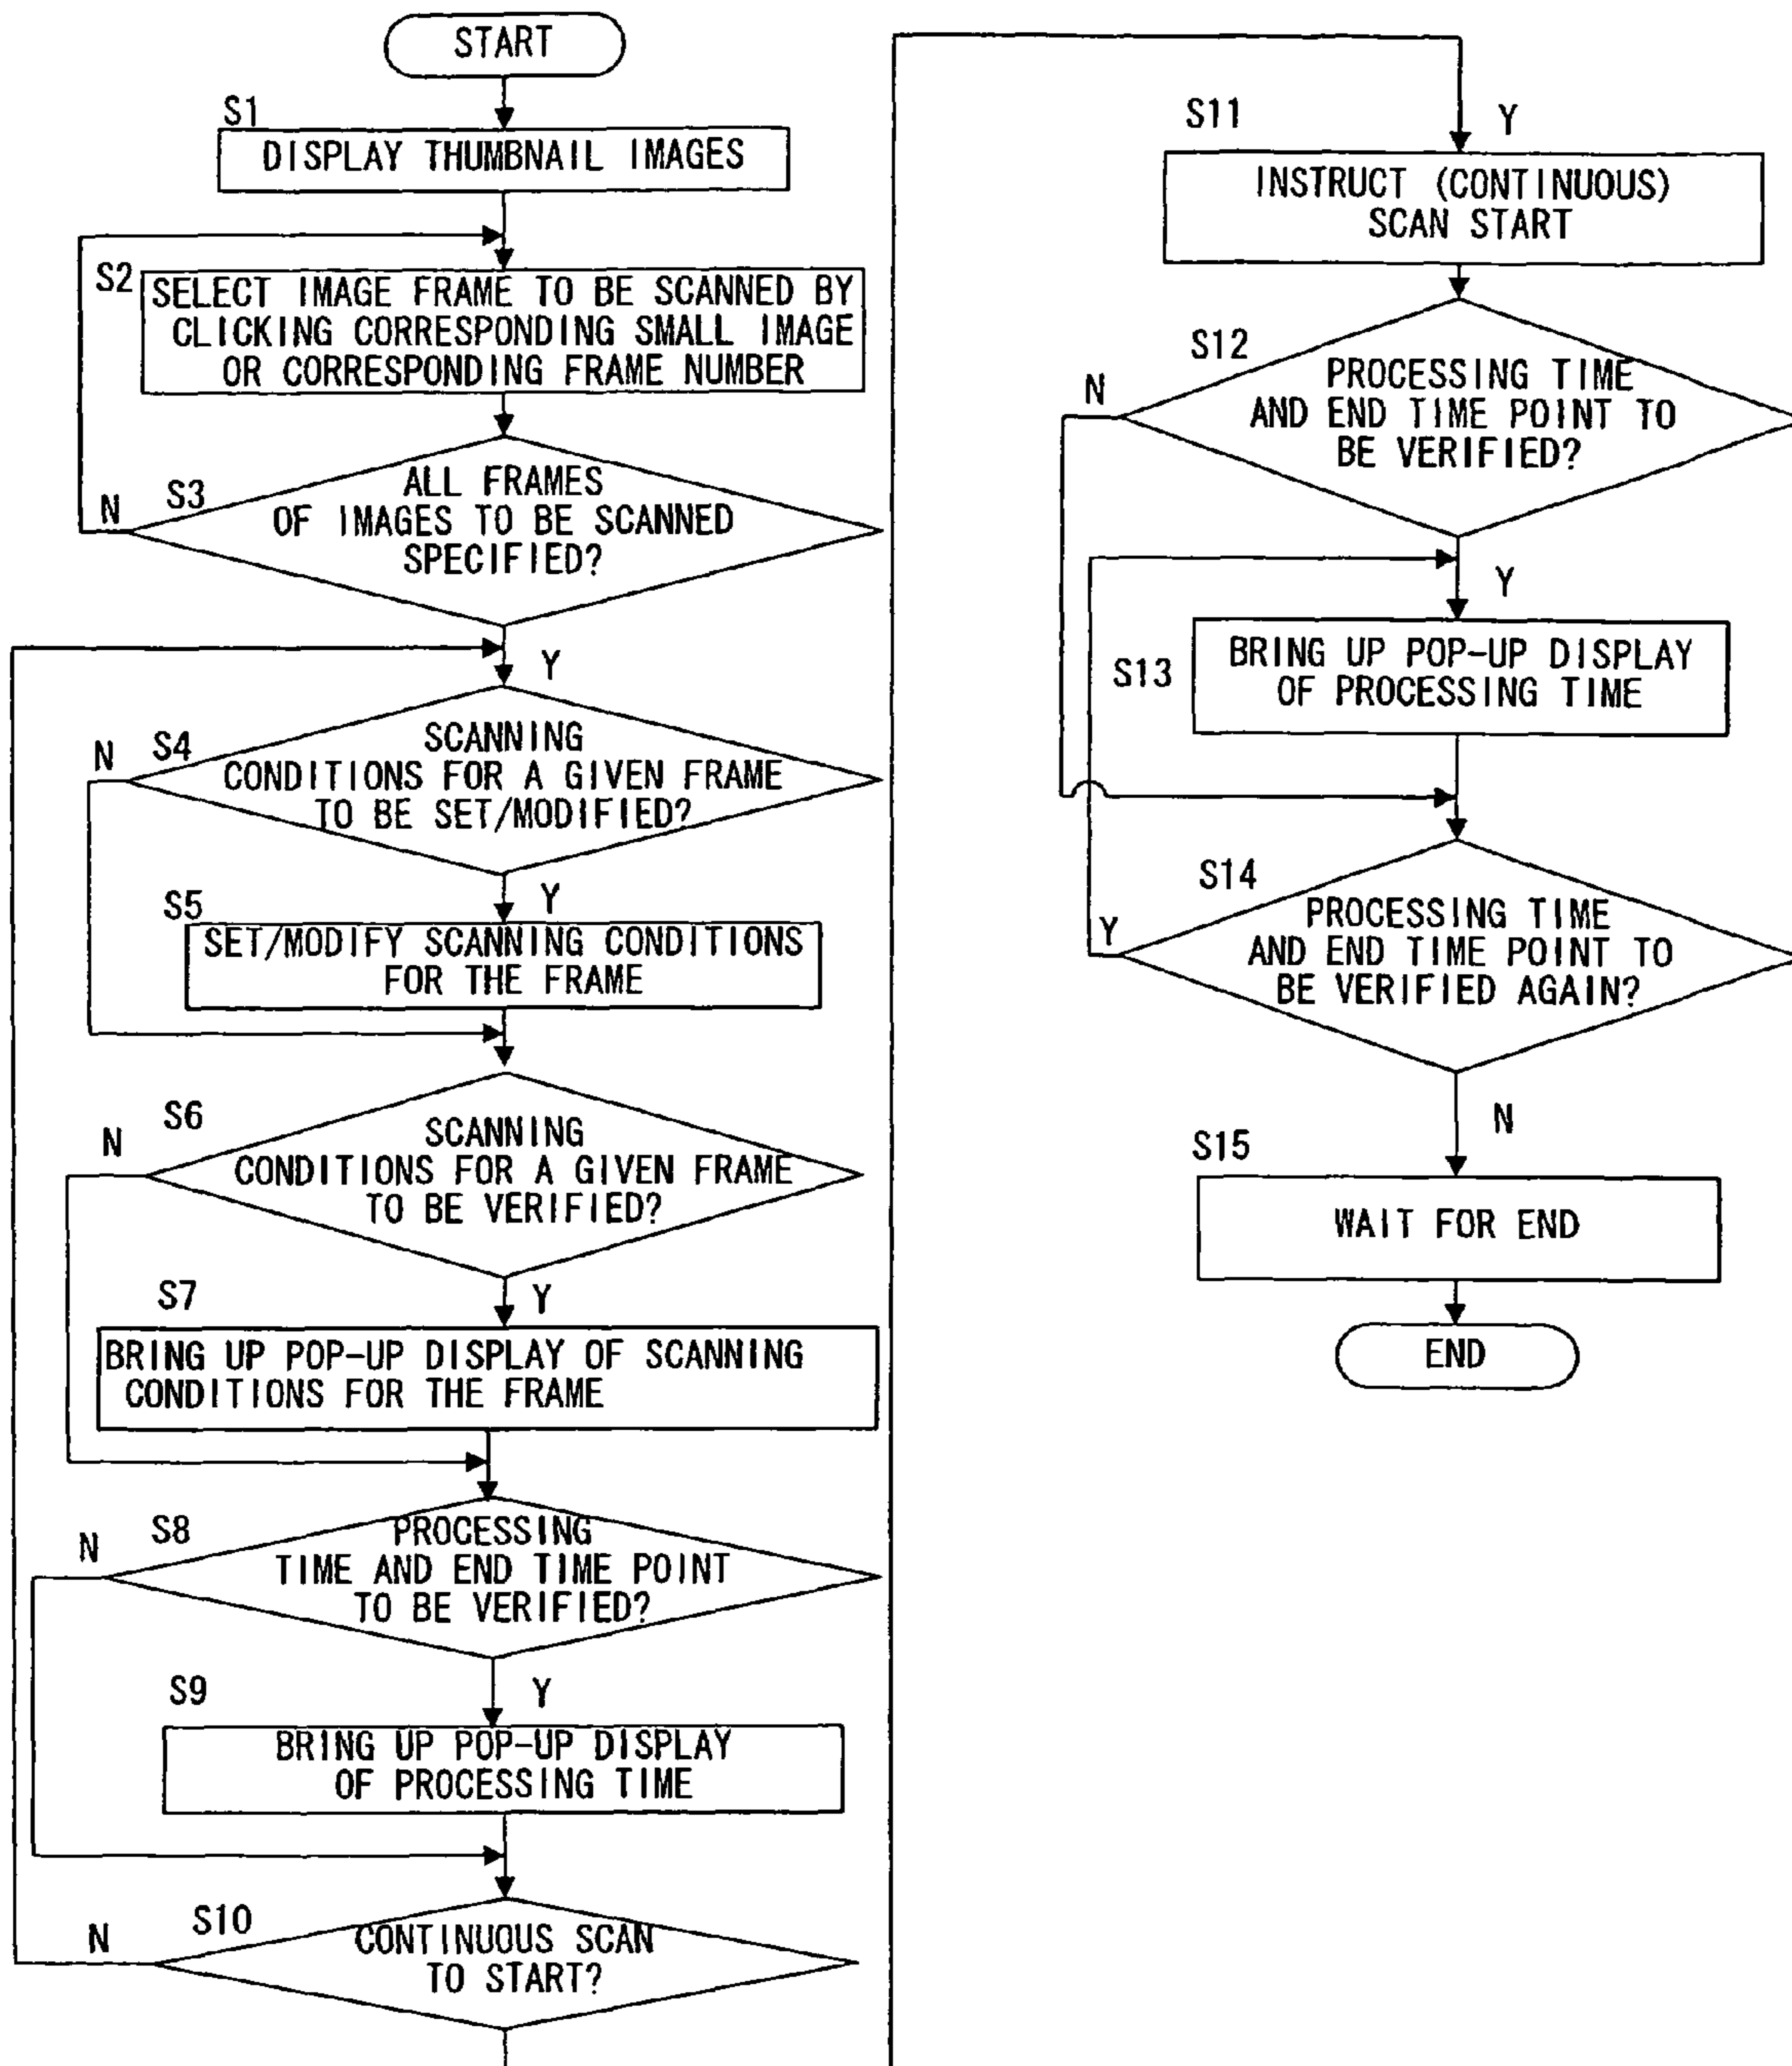 START
S1
DISPLAY THUMBNAIL IMAGES
S2
SELECT IMAGE FRAME TO BE SCANNED BY
CLICKING CORRESPONDING SMALL IMAGE
OR CORRESPONDING FRAME NUMBER
S3
N
ALL FRAMES
OF IMAGES TO BE SCANNED
SPECIFIED?
Y
S4
N
SCANNING
CONDITIONS FOR A GIVEN FRAME
TO BE SET/MODIFIED?
Y
S5
SET/MODIFY SCANNING CONDITIONS
FOR THE FRAME
S6
N
SCANNING
CONDITIONS FOR A GIVEN FRAME
TO BE VERIFIED?
Y
S7
BRING UP POP-UP DISPLAY OF SCANNING
CONDITIONS FOR THE FRAME
S8
N
PROCESSING
TIME AND END TIME POINT
TO BE VERIFIED?
Y
S9
BRING UP POP-UP DISPLAY
OF PROCESSING TIME
S10
N
CONTINUOUS SCAN
TO START?
Y
S11
INSTRUCT (CONTINUOUS)
SCAN START
S12
N
PROCESSING TIME
AND END TIME POINT TO
BE VERIFIED?
Y
S13
BRING UP POP-UP DISPLAY
OF PROCESSING TIME
S14
Y
PROCESSING TIME
AND END TIME POINT TO
BE VERIFIED AGAIN?
N
S15
WAIT FOR END
END